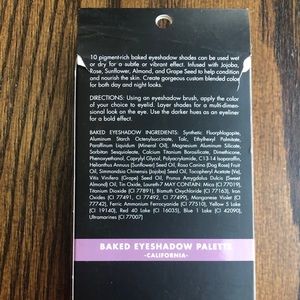 10 pigment-rich baked eyeshadow shades can be used wet
or dry for a subtle or vibrant effect. Infused with Jojoba,
Rose, Sunflower, Almond, and Grape Seed to help condition
and nourish the skin. Create gorgeous custom blended color
for both day and night looks.
DIRECTIONS: Using an eyeshadow brush, apply the color
of your choice to eyelid. Layer shades for a multi-dimen-
sional look. Use the darker hues as an eyeliner
for a bold effect.
BAKED EYESHADOW INGREDIENTS: Synthetic Fluorphlogopite,
Aluminum Starch Octenylsuccinate, Talc, Ethylhexyl Palmitate,
Paraffinum Liquidum (Mineral Oil), Magnesium Aluminum Silicate,
Sorbitan Sesquioleate, Calcium Titanium Borosilicate, Dimethicone,
Phenoxyethanol, Caprylyl Glycol, Polyacrylamide, C13-14 Isoparaffin,
Helianthus Annuus (Sunflower) Seed Oil, Rosa Canina (Dog Rose) Fruit
Oil, Simmondsia Chinensis (Jojoba) Seed Oil, Tocopheryl Acetate (Ve),
Vitis Vinifera (Grape) Seed Oil, Prunus Amygdalus Dulcis (Sweet
Almond) Oil, Tin Oxide, Laureth-7 MAY CONTAIN: Mica (CI 77019),
Titanium Dioxide (CI 77891), Bismuth Oxychloride (CI 77163), Iron
Oxides (CI 77491, CI 77492, CI 77499), Manganese Violet (CI
77742), Ferric Ammonium Ferrocyanide (CI 77510), Yellow 5 Lake
(CI 19140), Red 40 Lake (CI 16035), Blue 1 Lake (CI 42090),
Ultramarines (CI 77007)
BAKED EYESHADOW PALETTE
-CALIFORNIA-